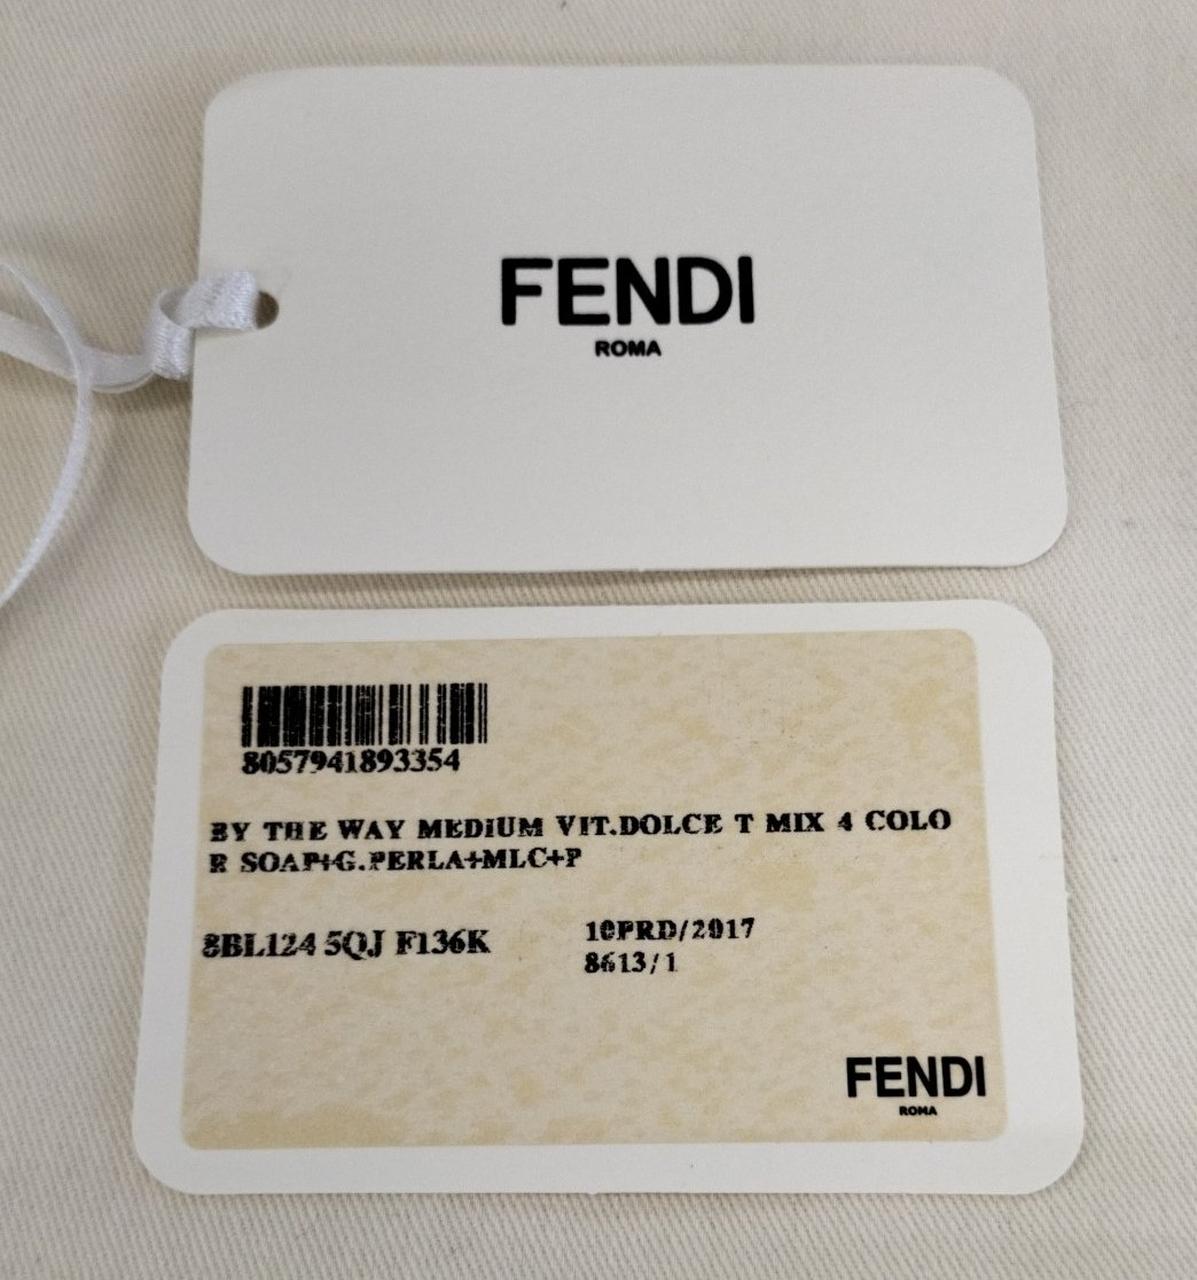 FENDI
ROMA
8057941893354
BY THE WAY MEDIUM VIT.DOLCE T MIX 4 COLO
R SOAP+G.PERLA+MLC+P
8BL124 5QJ F136K
10PRD/2017
8613/1
FENDI
ROMA